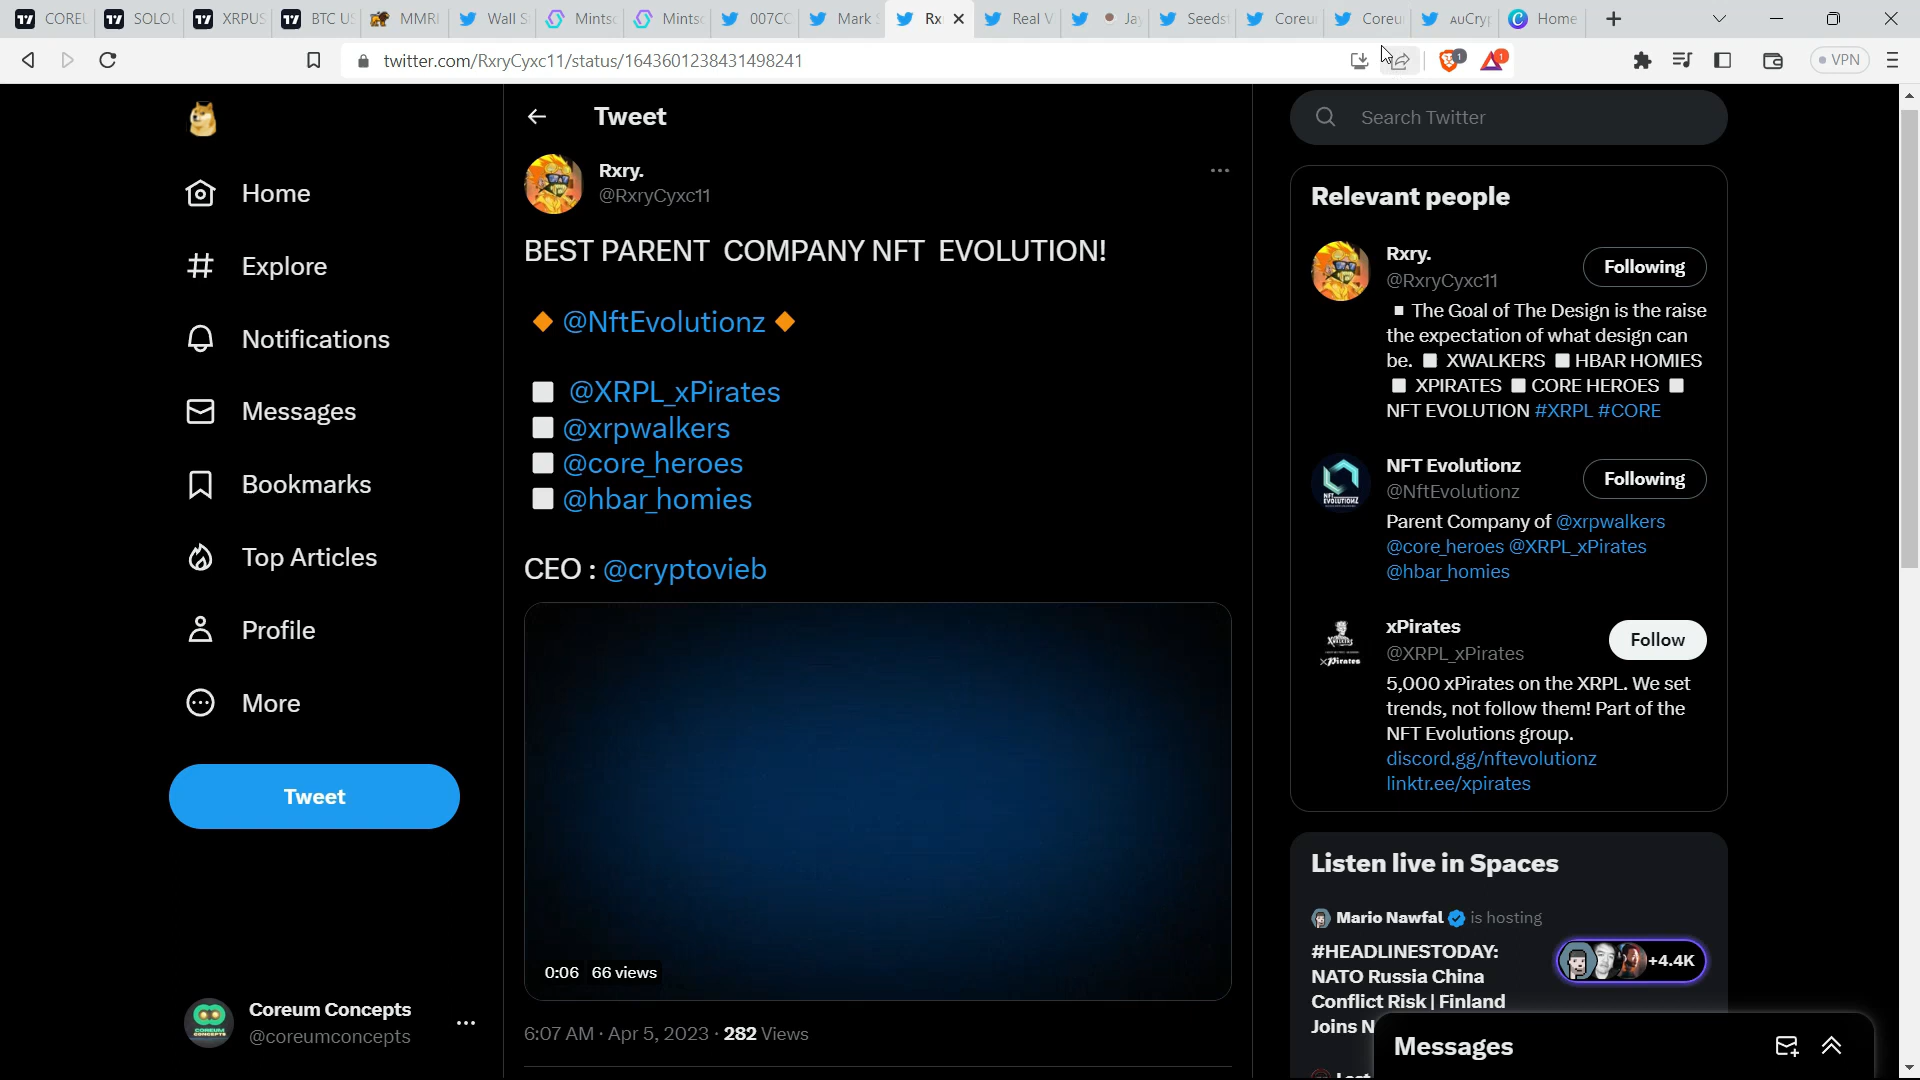 COREU
SOLOU
XRPUS
BTC U
MMRI
Wall S
Mintsc
Mintsc
007CC
Mark S
Rx
Real V
Ja
Seeds
Coreu
Coreu
AuCry
Home
twitter.com/RxryCyxc11/status/1643601238431498241
1
1
VPN
Home
Explore
Notifications
Messages
Bookmarks
Top Articles
Profile
More
Tweet
Coreum Concepts
@coreumconcepts
Tweet
Rxry.
@RxryCyxc11
BEST PARENT COMPANY NFT EVOLUTION!
🔸 @NftEvolutionz 🔸
◻️ @XRPL_xPirates
◻️ @xrpwalkers
◻️ @core_heroes
◻️ @hbar_homies
CEO : @cryptovieb
0:06 66 views
6:07 AM · Apr 5, 2023 · 282 Views
Search Twitter
Relevant people
Rxry.
@RxryCyxc11
Following
▪️ The Goal of The Design is the raise
the expectation of what design can
be. ◻️ XWALKERS ◻️ HBAR HOMIES
◻️ XPIRATES ◻️ CORE HEROES ◻️
NFT EVOLUTION #XRPL #CORE
NFT Evolutionz
@NftEvolutionz
Following
Parent Company of @xrpwalkers
@core_heroes @XRPL_xPirates
@hbar_homies
xPirates
@XRPL_xPirates
Follow
5,000 xPirates on the XRPL. We set
trends, not follow them! Part of the
NFT Evolutions group.
discord.gg/nftevolutionz
linktr.ee/xpirates
Listen live in Spaces
Mario Nawfal is hosting
#HEADLINESTODAY:
NATO Russia China
Conflict Risk | Finland
Joins N
+4.4K
Messages